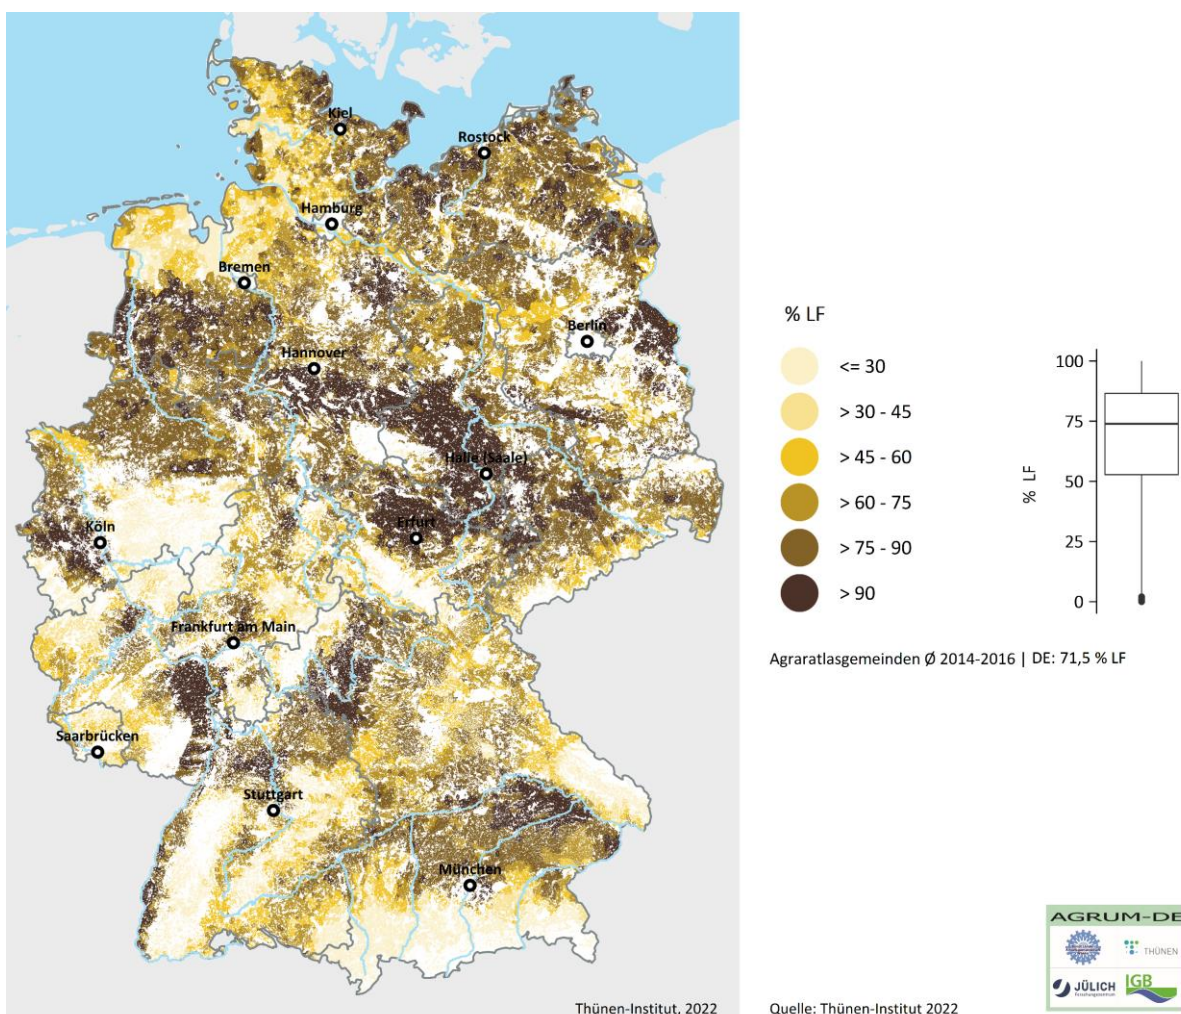 Kiel
Rostock
Hamburg
Bremen
Berlin
Hannover
Halle (Saale)
Köln
Erfurt
Frankfurt am Main
Saarbrücken
Stuttgart
München
Thünen-Institut, 2022
% LF
<= 30
> 30 - 45
> 45 - 60
> 60 - 75
> 75 - 90
> 90
% LF
100
75
50
25
0
Agraratlasgemeinden Ø 2014-2016 | DE: 71,5 % LF
Quelle: Thünen-Institut 2022
AGRUM-DE
THÜNEN
JÜLICH
Forschungszentrum
IGB